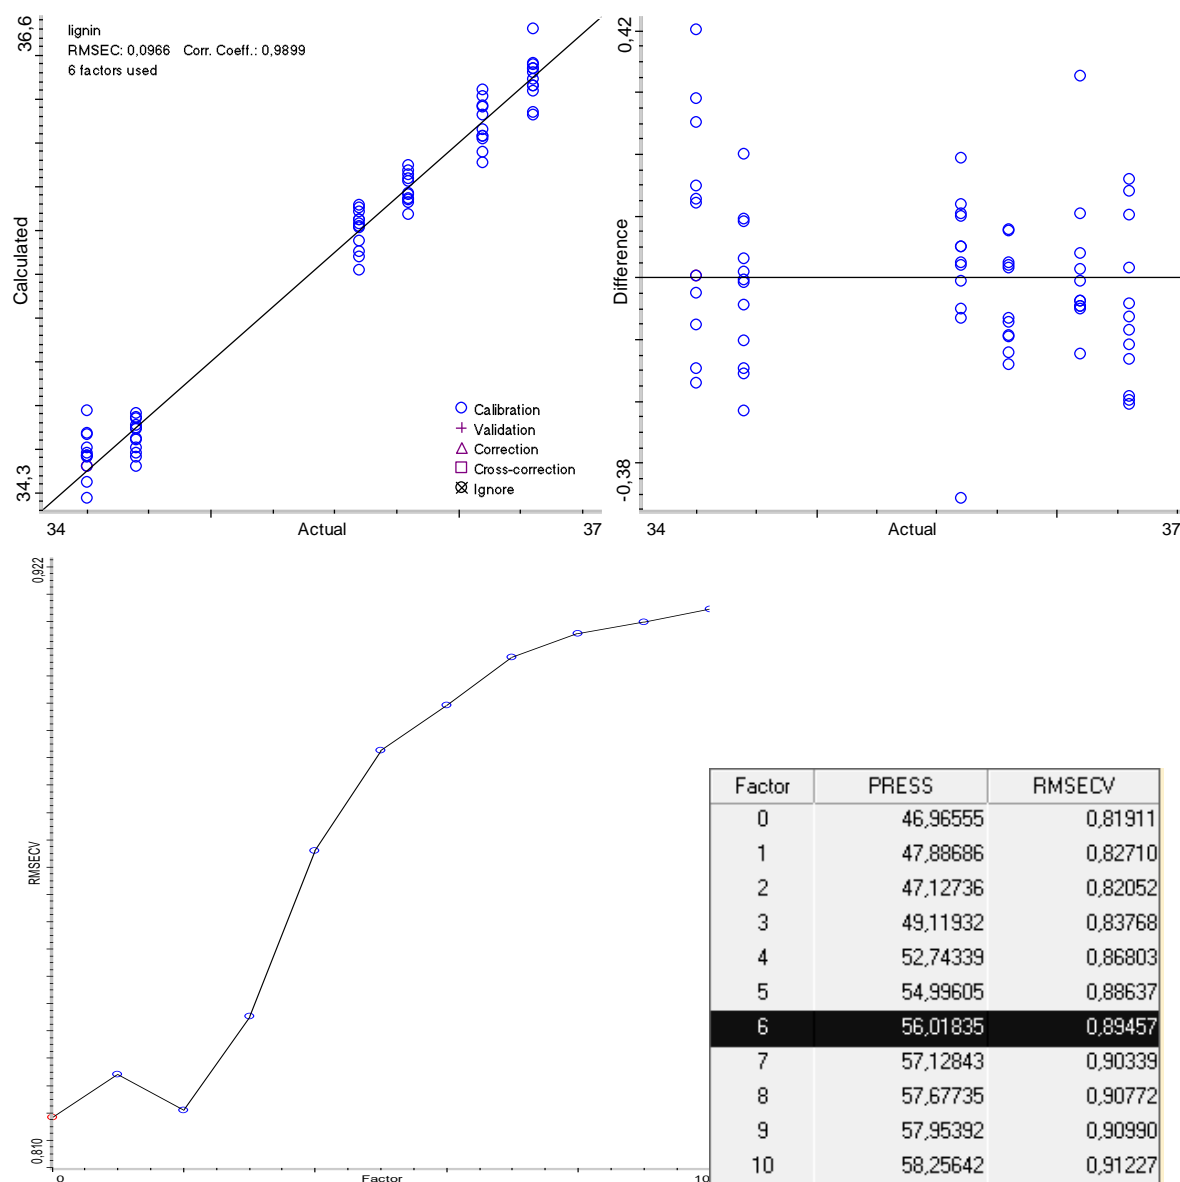 36,6
lignin
RMSEC: 0,0966 Corr. Coeff.: 0,9899
6 factors used
Calculated
Calibration
Validation
Correction
Cross-correction
Ignore
34,3
34 Actual 37
0,42
Difference
-0,38
34 Actual 37
0,922
RMSECV
0,810
0 Factor 10
Factor PRESS RMSECV
0 46,96555 0,81911
1 47,88686 0,82710
2 47,12736 0,82052
3 49,11932 0,83768
4 52,74339 0,86803
5 54,99605 0,88637
6 56,01835 0,89457
7 57,12843 0,90339
8 57,67735 0,90772
9 57,95392 0,90990
10 58,25642 0,91227